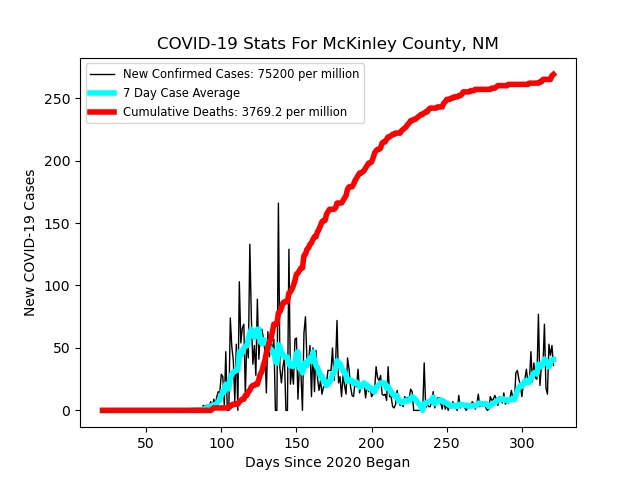 COVID-19 Stats For McKinley County, NM
New Confirmed Cases: 75200 per million
7 Day Case Average
Cumulative Deaths: 3769.2 per million
New COVID-19 Cases
250
200
150
100
50
0
50 100 150 200 250 300
Days Since 2020 Began